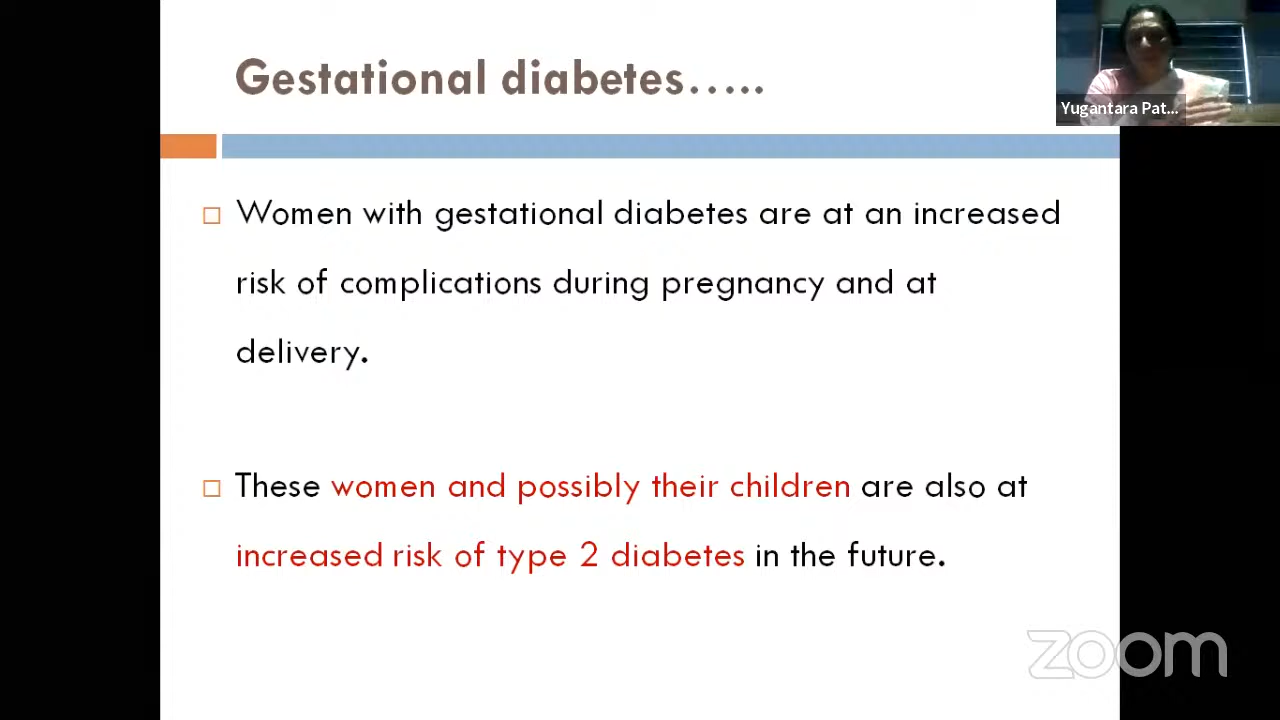 Gestational diabetes.....
Yugantara Pat...
Women with gestational diabetes are at an increased
risk of complications during pregnancy and at
delivery.
These women and possibly their children are also at
increased risk of type 2 diabetes in the future.
zoom